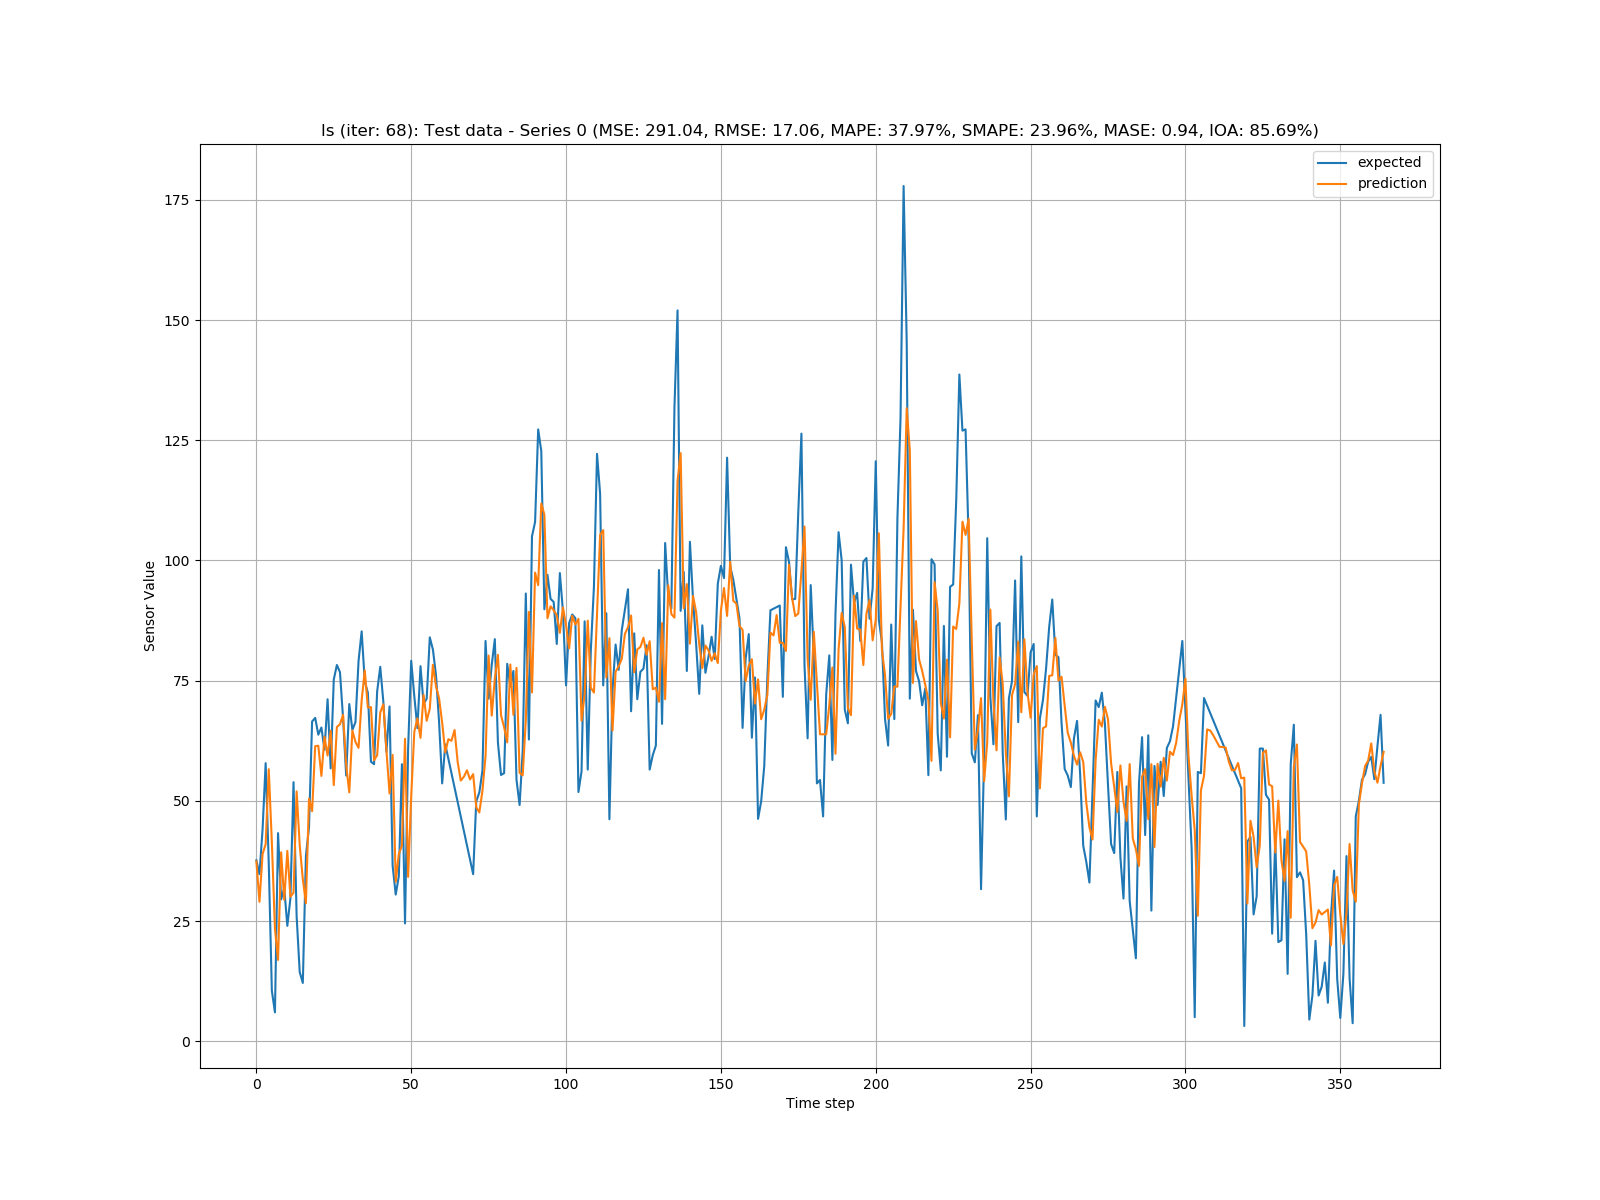 ls (iter: 68): Test data - Series 0 (MSE: 291.04, RMSE: 17.06, MAPE: 37.97%, SMAPE: 23.96%, MASE: 0.94, IOA: 85.69%)
expected
prediction
175
150
125
100
75
50
25
0
Sensor Value
0 50 100 150 200 250 300 350
Time step